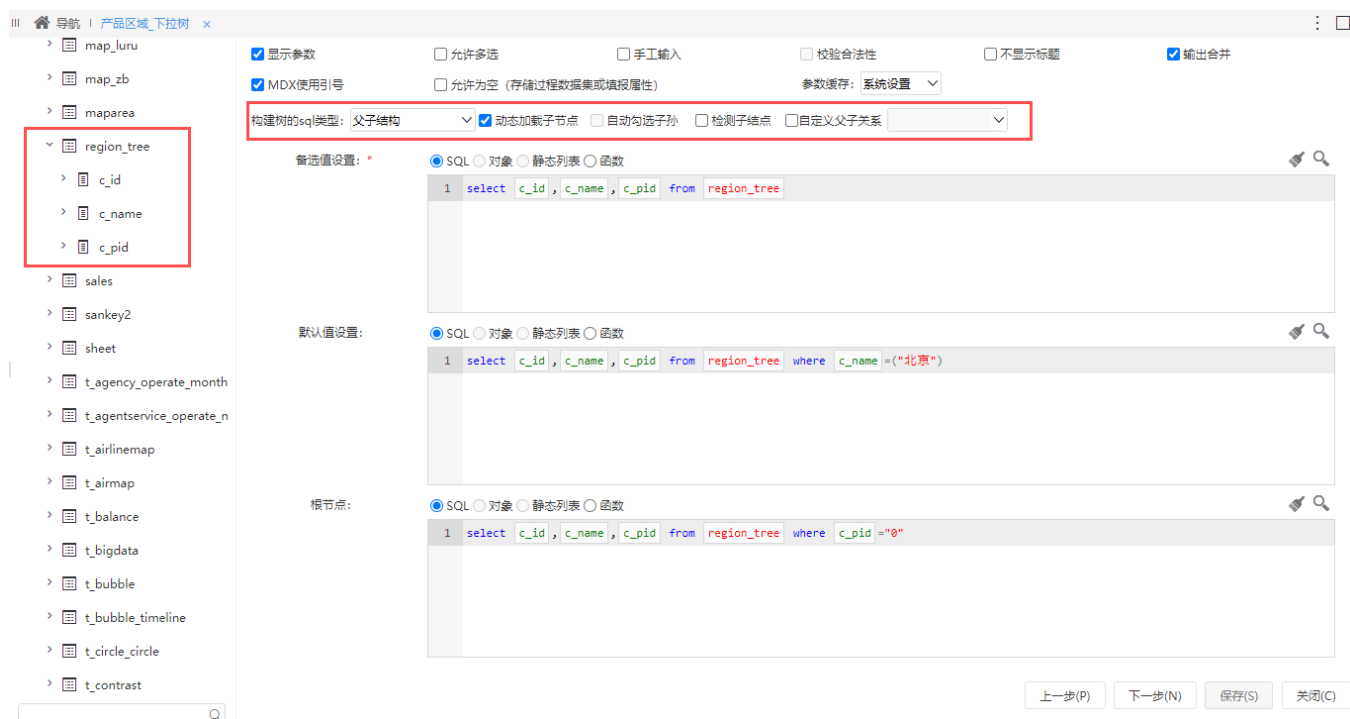 导航 产品区域_下拉树 ×
map_luru
map_zb
maparea
region_tree
c_id
c_name
c_pid
sales
sankey2
sheet
t_agency_operate_month
t_agentservice_operate_n
t_airlinemap
t_airmap
t_balance
t_bigdata
t_bubble
t_bubble_timeline
t_circle_circle
t_contrast
显示参数 允许多选 手工输入 校验合法性 不显示标题 输出合并
MDX使用引号 允许为空（存储过程数据集或填报属性） 参数缓存: 系统设置
构建树的sql类型: 父子结构 动态加载子节点 自动勾选子孙 检测子结点 自定义父子关系
备选值设置: * SQL 对象 静态列表 函数
1 select c_id , c_name , c_pid from region_tree
默认值设置: SQL 对象 静态列表 函数
1 select c_id , c_name , c_pid from region_tree where c_name =("北京")
根节点: SQL 对象 静态列表 函数
1 select c_id , c_name , c_pid from region_tree where c_pid ="0"
上一步(P) 下一步(N) 保存(S) 关闭(C)